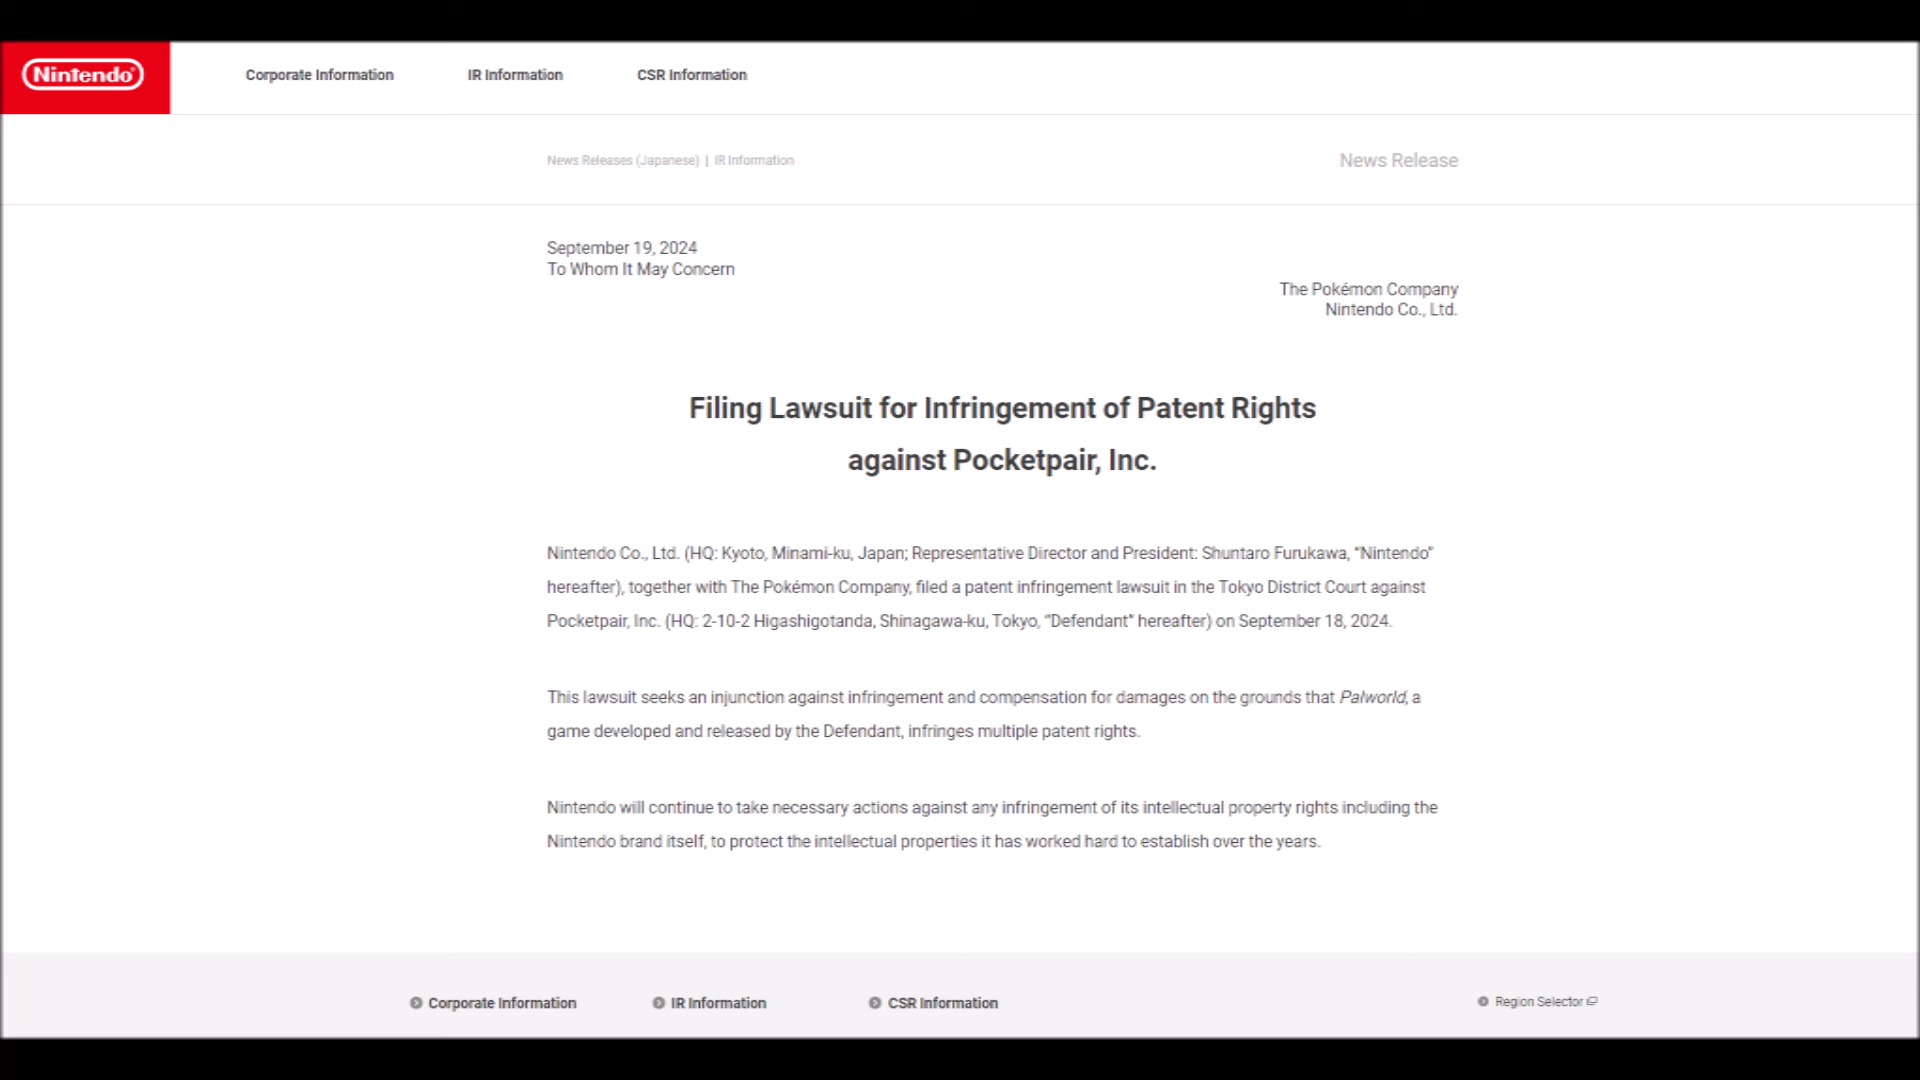 Nintendo
Corporate Information
IR Information
CSR Information
News Releases (Japanese) | IR Information
News Release
September 19, 2024
To Whom It May Concern
The Pokémon Company
Nintendo Co., Ltd.
Filing Lawsuit for Infringement of Patent Rights
against Pocketpair, Inc.
Nintendo Co., Ltd. (HQ: Kyoto, Minami-ku, Japan; Representative Director and President: Shuntaro Furukawa, “Nintendo”
hereafter), together with The Pokémon Company, filed a patent infringement lawsuit in the Tokyo District Court against
Pocketpair, Inc. (HQ: 2-10-2 Higashigotanda, Shinagawa-ku, Tokyo, “Defendant” hereafter) on September 18, 2024.
This lawsuit seeks an injunction against infringement and compensation for damages on the grounds that Palworld, a
game developed and released by the Defendant, infringes multiple patent rights.
Nintendo will continue to take necessary actions against any infringement of its intellectual property rights including the
Nintendo brand itself, to protect the intellectual properties it has worked hard to establish over the years.
Corporate Information
IR Information
CSR Information
Region Selector